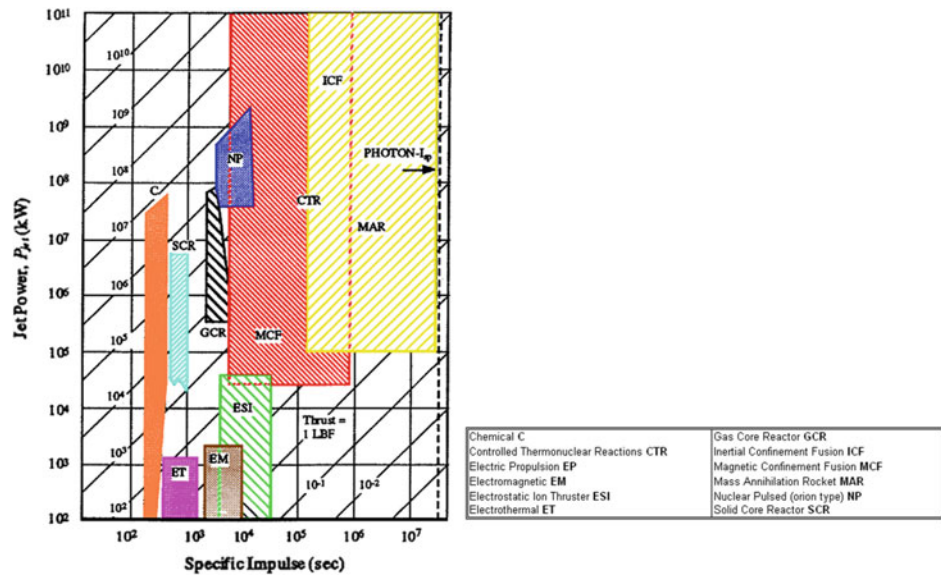 10¹¹
10¹⁰
10⁹
10⁸
10⁷
10⁶
10⁵
10⁴
10³
10²
Jet Power, P_jet (kW)
10¹⁰
10⁹
10⁸
10⁷
10⁶
10⁵
10⁴
10³
10²
C
SCR
GCR
NP
ICF
PHOTON-I_sp
CTR
MAR
MCF
ESI
Thrust =
1 LBF
ET
EM
10⁻¹
10⁻²
10² 10³ 10⁴ 10⁵ 10⁶ 10⁷
Specific Impulse (sec)
Chemical C
Controlled Thermonuclear Reactions CTR
Electric Propulsion EP
Electromagnetic EM
Electrostatic Ion Thruster ESI
Electrothermal ET
Gas Core Reactor GCR
Inertial Confinement Fusion ICF
Magnetic Confinement Fusion MCF
Mass Annihilation Rocket MAR
Nuclear Pulsed (orion type) NP
Solid Core Reactor SCR